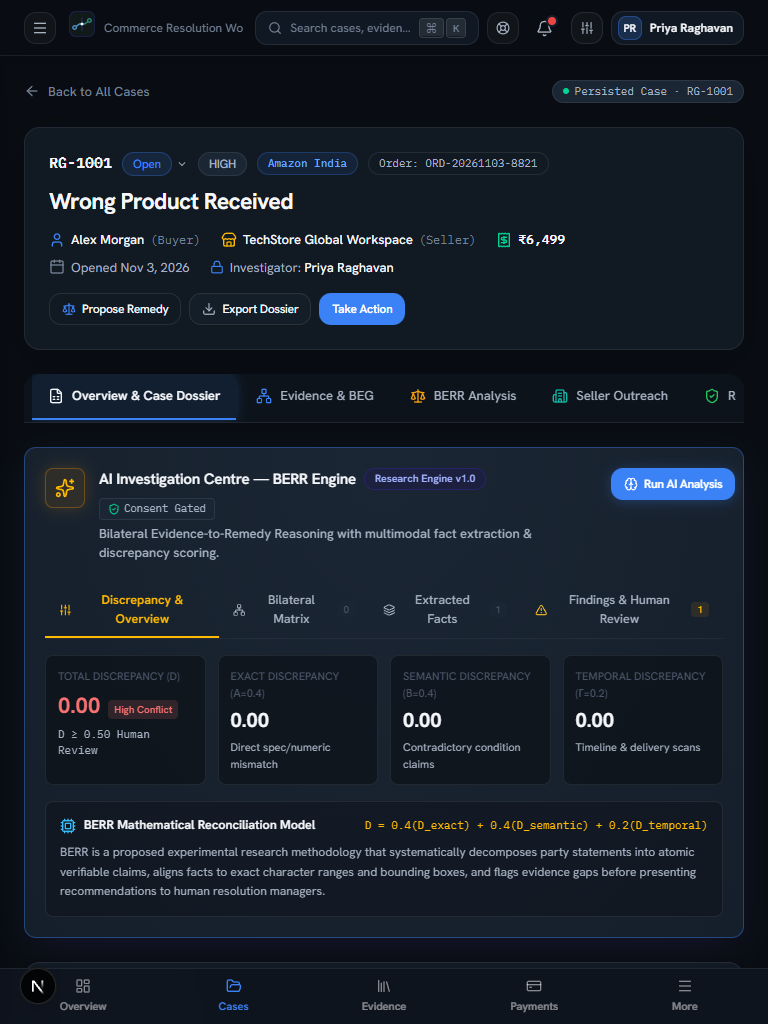 Commerce Resolution Wo
Search cases, eviden... ⌘ K
PR Priya Raghavan
Back to All Cases
Persisted Case · RG-1001
RG-1001 Open HIGH Amazon India Order: ORD-20261103-8821
Wrong Product Received
Alex Morgan (Buyer) TechStore Global Workspace (Seller) ₹6,499
Opened Nov 3, 2026 Investigator: Priya Raghavan
Propose Remedy Export Dossier Take Action
Overview & Case Dossier Evidence & BEG BERR Analysis Seller Outreach R
AI Investigation Centre — BERR Engine Research Engine v1.0
Run AI Analysis
Consent Gated
Bilateral Evidence-to-Remedy Reasoning with multimodal fact extraction &
discrepancy scoring.
Discrepancy &
Overview
Bilateral
Matrix
0
Extracted
Facts
1
Findings & Human
Review
1
TOTAL DISCREPANCY (D)
0.00 High Conflict
D ≥ 0.50 Human
Review
EXACT DISCREPANCY
(Α=0.4)
0.00
Direct spec/numeric
mismatch
SEMANTIC DISCREPANCY
(Β=0.4)
0.00
Contradictory condition
claims
TEMPORAL DISCREPANCY
(Γ=0.2)
0.00
Timeline & delivery scans
BERR Mathematical Reconciliation Model D = 0.4(D_exact) + 0.4(D_semantic) + 0.2(D_temporal)
BERR is a proposed experimental research methodology that systematically decomposes party statements into atomic
verifiable claims, aligns facts to exact character ranges and bounding boxes, and flags evidence gaps before presenting
recommendations to human resolution managers.
N
Overview Cases Evidence Payments More